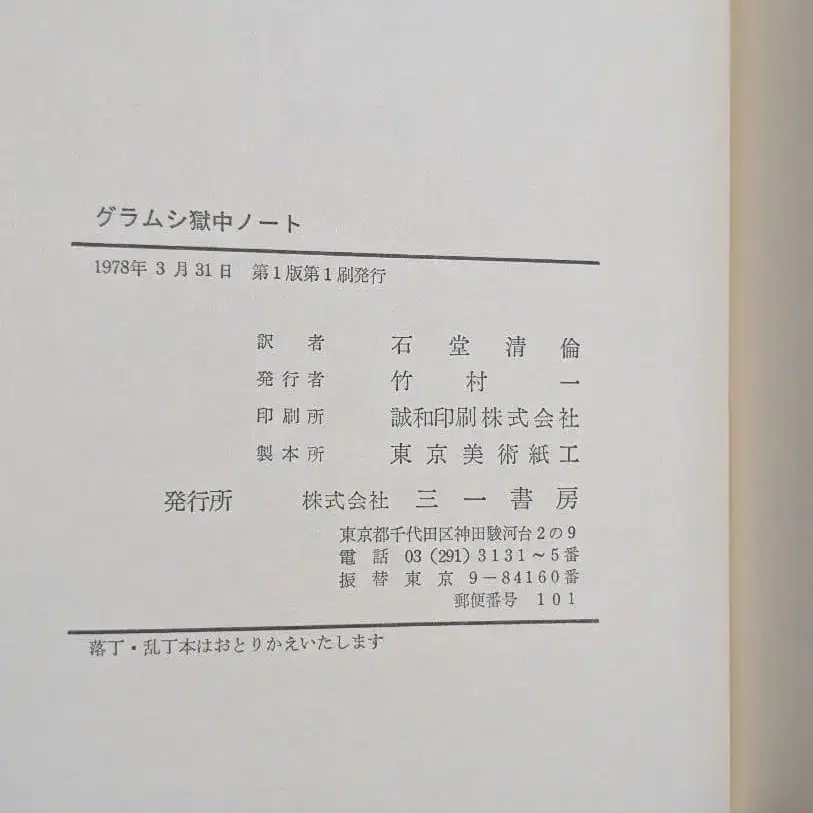 グラムシ獄中ノート
1978年 3 月 31 日 第1版第1刷発行
訳者 石堂清倫
発行者 竹村一
印刷所 誠和印刷株式会社
製本所 東京美術紙工
発行所 株式会社 三一書房
東京都千代田区神田駿河台2の9
電話 03 (291) 3131～5番
振替東京 9－84160番
郵便番号 101
落丁・乱丁本はおとりかえいたします